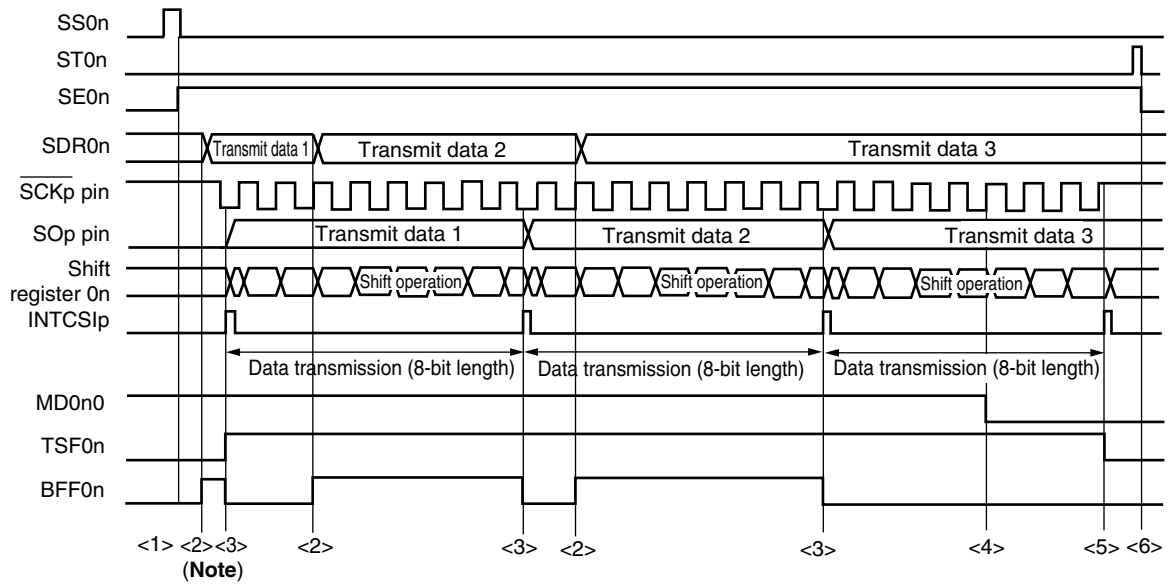 SS0n
ST0n
SE0n
SDR0n
Transmit data 1
Transmit data 2
Transmit data 3
SCKp pin
SOp pin
Transmit data 1
Transmit data 2
Transmit data 3
Shift
register 0n
Shift operation
Shift operation
Shift operation
INTCSIp
Data transmission (8-bit length)
Data transmission (8-bit length)
Data transmission (8-bit length)
MD0n0
TSF0n
BFF0n
<1> <2> <3> <2> <3> <2> <3> <4> <5> <6>
(Note)